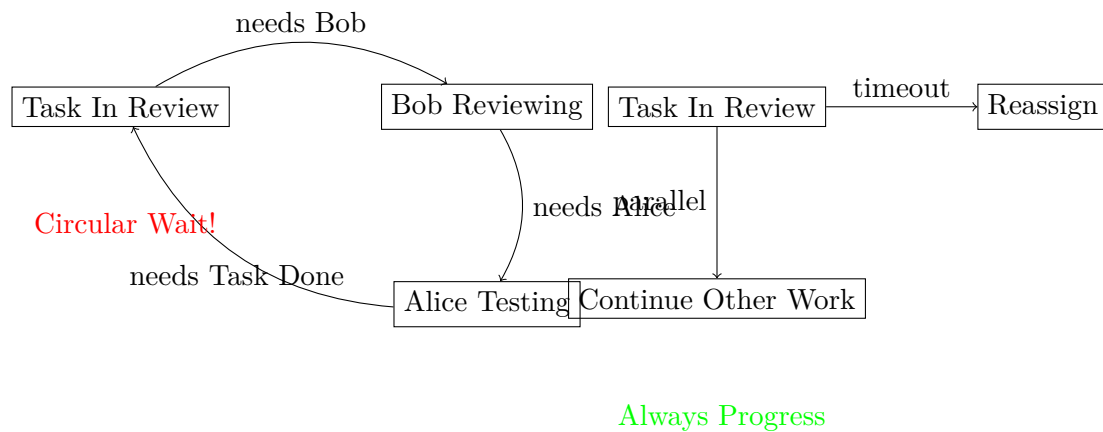 needs Bob
Task In Review
Bob Reviewing
Task In Review
timeout
Reassign
needs Alice
parallel
Circular Wait!
needs Task Done
Alice Testing
Continue Other Work
Always Progress